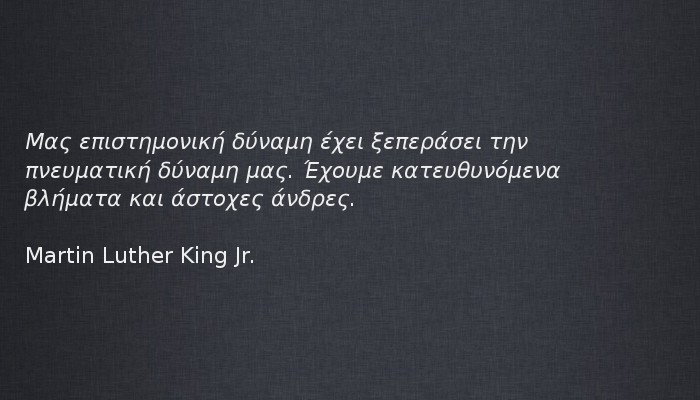 Μας επιστημονική δύναμη έχει ξεπεράσει την
πνευματική δύναμη μας. Έχουμε κατευθυνόμενα
βλήματα και άστοχες άνδρες.
Martin Luther King Jr.